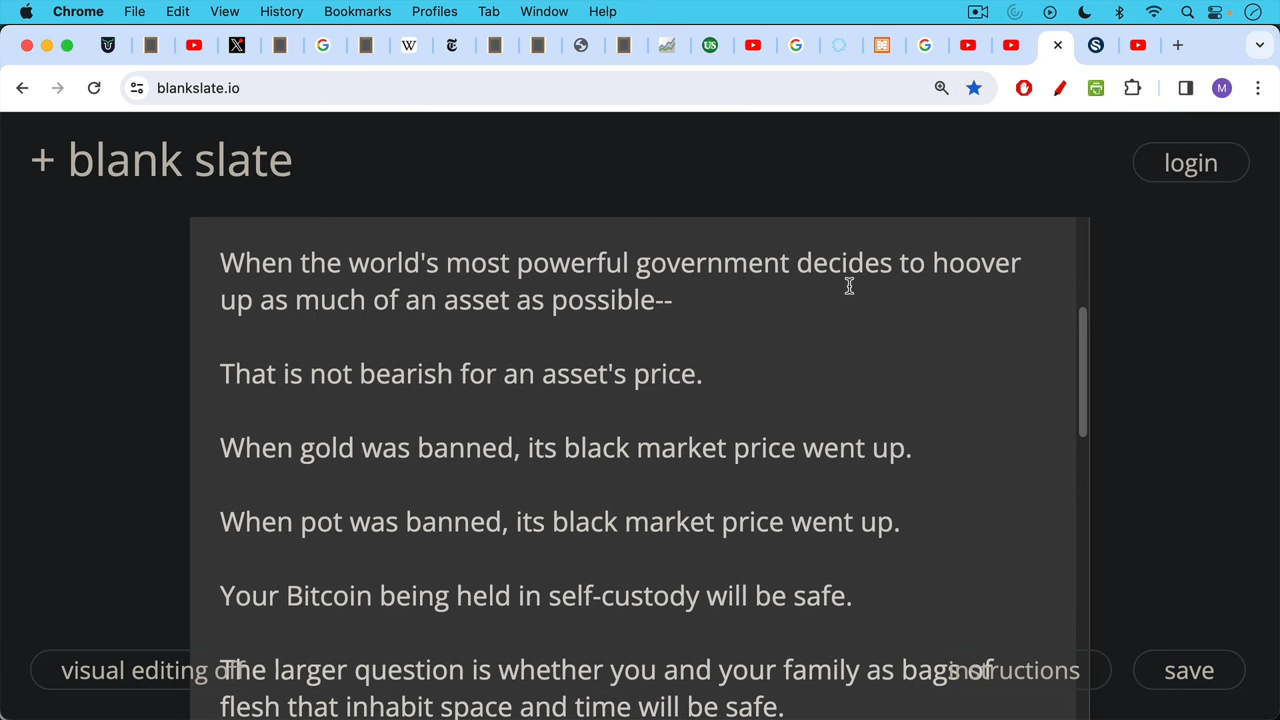 Chrome File Edit View History Bookmarks Profiles Tab Window Help
blankslate.io
M
+ blank slate
login
When the world's most powerful government decides to hoover
up as much of an asset as possible--
That is not bearish for an asset's price.
When gold was banned, its black market price went up.
When pot was banned, its black market price went up.
Your Bitcoin being held in self-custody will be safe.
The larger question is whether you and your family as bags of
flesh that inhabit space and time will be safe.
visual editing off
instructions
save